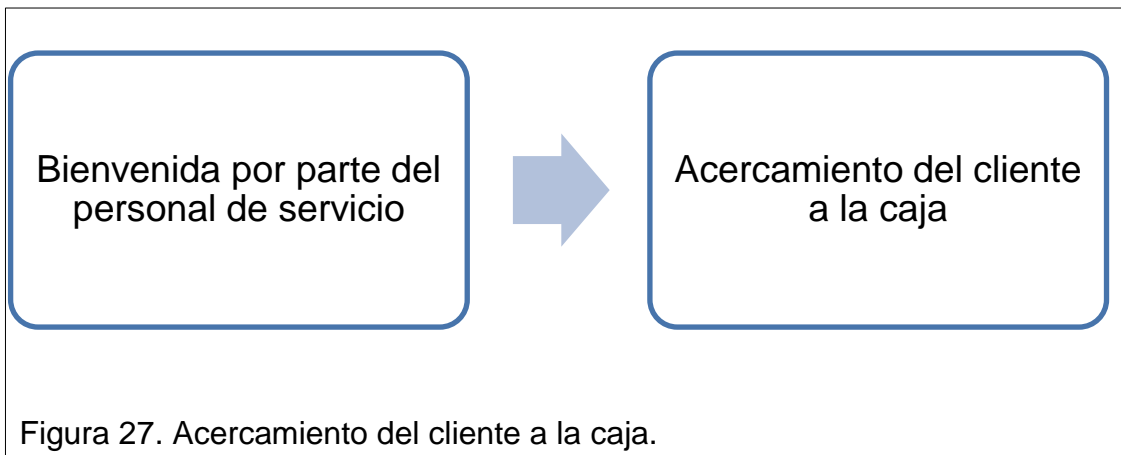 Bienvenida por parte del
personal de servicio
Acercamiento del cliente
a la caja
Figura 27. Acercamiento del cliente a la caja.